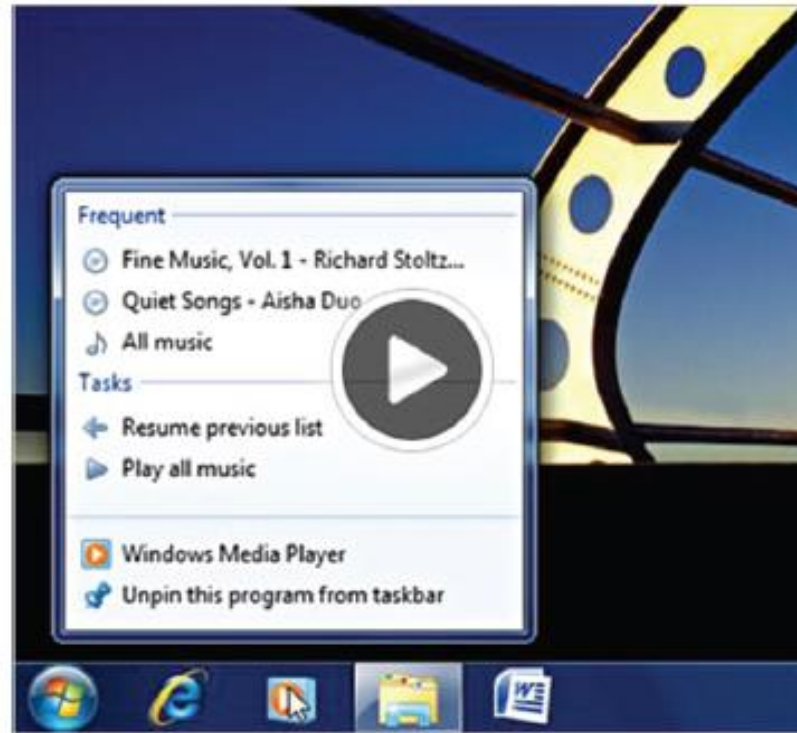 Frequent
Fine Music, Vol. 1 - Richard Stoltz...
Quiet Songs - Aisha Duo
All music
Tasks
Resume previous list
Play all music
Windows Media Player
Unpin this program from taskbar